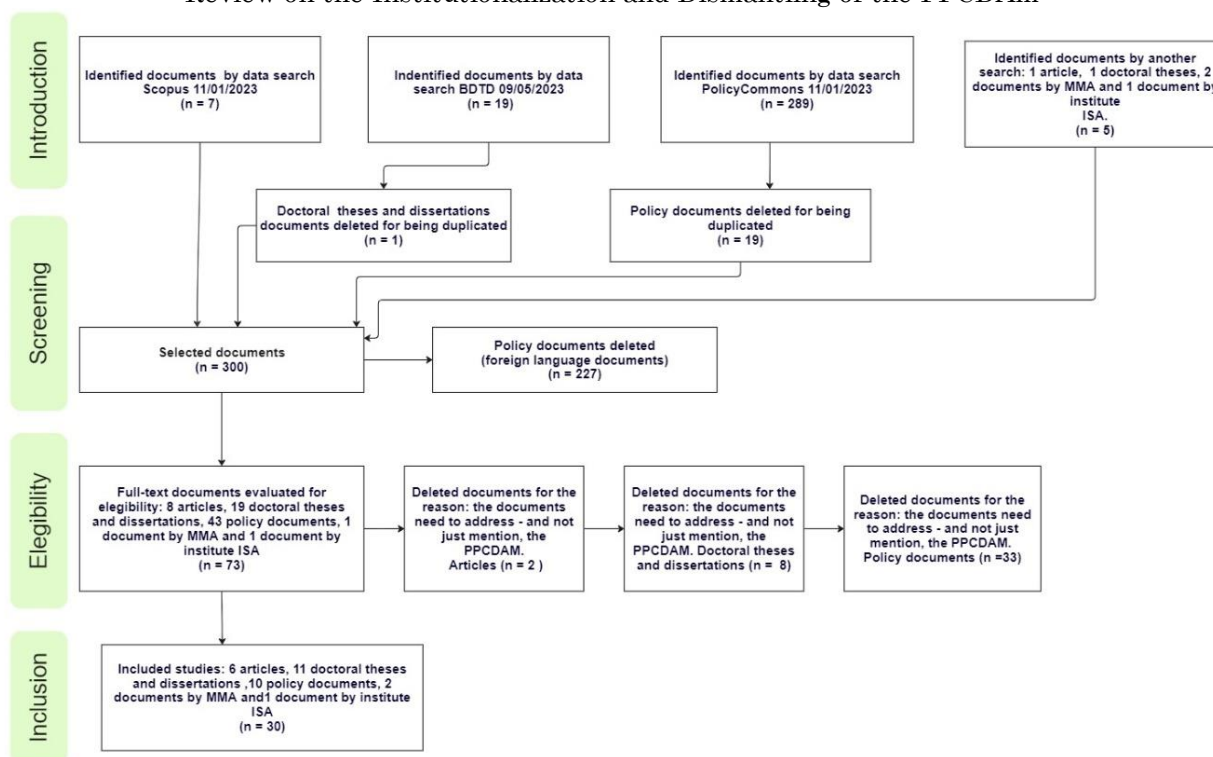 Review on the Institutionalization and Dismantling of the PPCDAm
Introduction
Identified documents by data search
Scopus 11/01/2023
(n = 7)
Indentified documents by data
search BDTD 09/05/2023
(n = 19)
Identified documents by data search
PolicyCommons 11/01/2023
(n = 289)
Identified documents by another
search: 1 article, 1 doctoral theses, 2
documents by MMA and 1 document by
institute
ISA.
(n = 5)
Screening
Doctoral theses and dissertations
documents deleted for being duplicated
(n = 1)
Policy documents deleted for being
duplicated
(n = 19)
Selected documents
(n = 300)
Policy documents deleted
(foreign language documents)
(n = 227)
Elegibility
Full-text documents evaluated for
elegibility: 8 articles, 19 doctoral theses
and dissertations, 43 policy documents, 1
document by MMA and 1 document by
institute ISA
(n = 73)
Deleted documents for the
reason: the documents
need to address - and not
just mention, the
PPCDAM.
Articles (n = 2 )
Deleted documents for the
reason: the documents
need to address - and not
just mention, the
PPCDAM. Doctoral theses
and dissertations (n = 8)
Deleted documents for the
reason: the documents need
to address - and not just
mention, the PPCDAM.
Policy documents (n =33)
Inclusion
Included studies: 6 articles, 11 doctoral theses
and dissertations ,10 policy documents, 2
documents by MMA and1 document by institute
ISA
(n = 30)